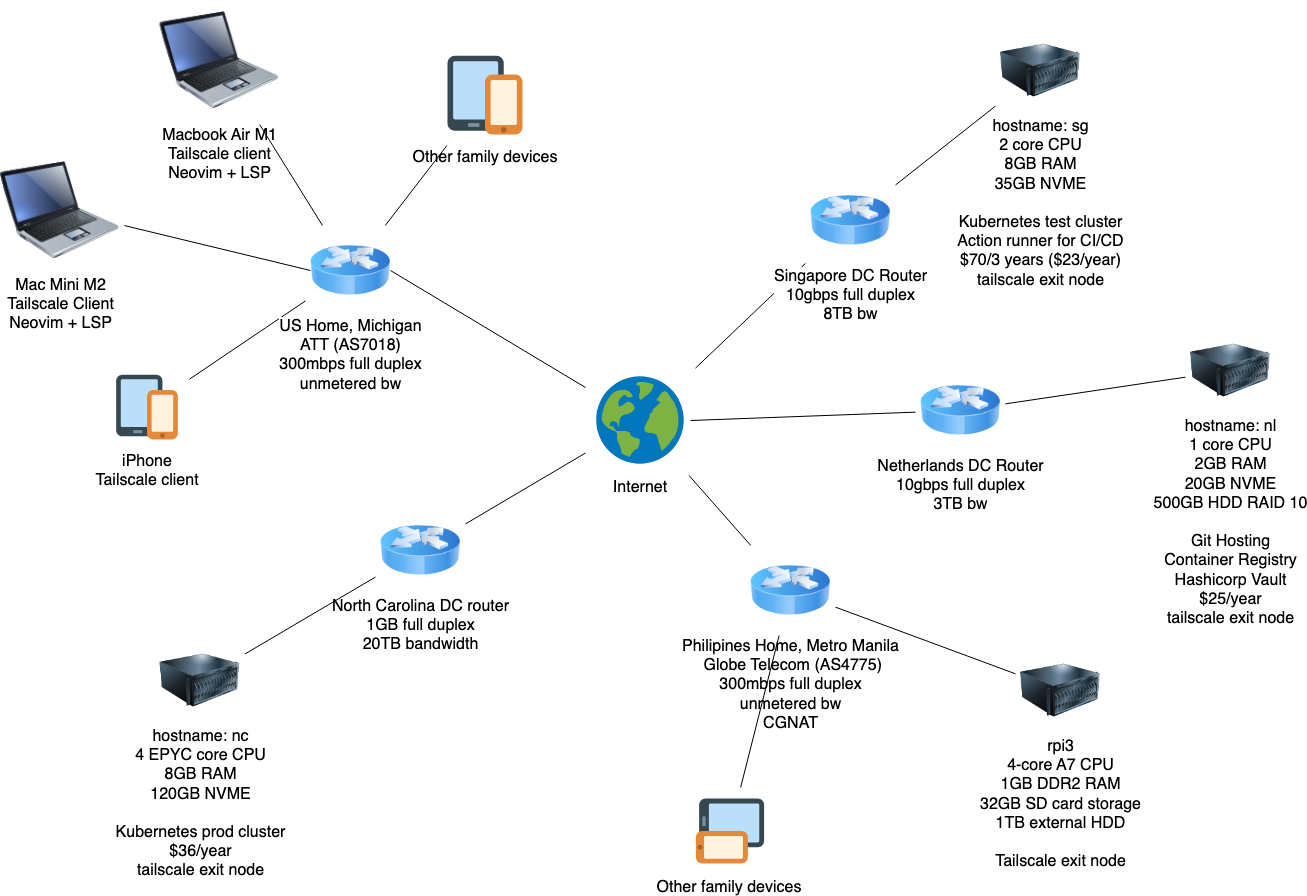 Macbook Air M1
Tailscale client
Neovim + LSP
Other family devices
Mac Mini M2
Tailscale Client
Neovim + LSP
US Home, Michigan
ATT (AS7018)
300mbps full duplex
unmetered bw
iPhone
Tailscale client
hostname: sg
2 core CPU
8GB RAM
35GB NVME
Kubernetes test cluster
Action runner for CI/CD
$70/3 years ($23/year)
tailscale exit node
Singapore DC Router
10gbps full duplex
8TB bw
Internet
Netherlands DC Router
10gbps full duplex
3TB bw
hostname: nl
1 core CPU
2GB RAM
20GB NVME
500GB HDD RAID 10
Git Hosting
Container Registry
Hashicorp Vault
$25/year
tailscale exit node
North Carolina DC router
1GB full duplex
20TB bandwidth
hostname: nc
4 EPYC core CPU
8GB RAM
120GB NVME
Kubernetes prod cluster
$36/year
tailscale exit node
Philipines Home, Metro Manila
Globe Telecom (AS4775)
300mbps full duplex
unmetered bw
CGNAT
rpi3
4-core A7 CPU
1GB DDR2 RAM
32GB SD card storage
1TB external HDD
Tailscale exit node
Other family devices